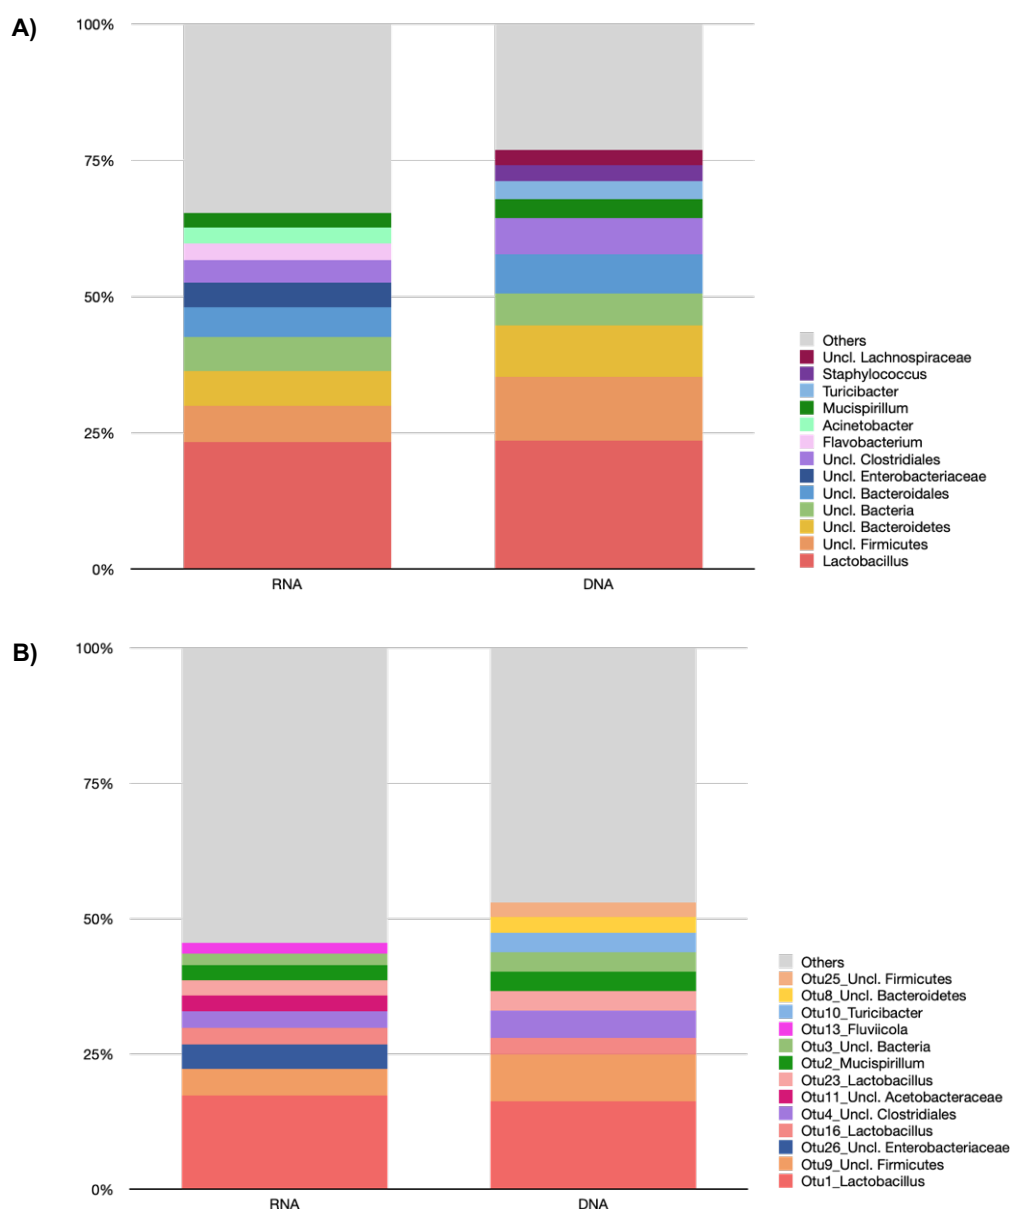 A)
100%
75%
50%
25%
0%
RNA
DNA
Others
Uncl. Lachnospiraceae
Staphylococcus
Turicibacter
Mucispirillum
Acinetobacter
Flavobacterium
Uncl. Clostridiales
Uncl. Enterobacteriaceae
Uncl. Bacteroidales
Uncl. Bacteria
Uncl. Bacteroidetes
Uncl. Firmicutes
Lactobacillus
B)
100%
75%
50%
25%
0%
RNA
DNA
Others
Otu25_Uncl. Firmicutes
Otu8_Uncl. Bacteroidetes
Otu10_Turicibacter
Otu13_Fluviicola
Otu3_Uncl. Bacteria
Otu2_Mucispirillum
Otu23_Lactobacillus
Otu11_Uncl. Acetobacteraceae
Otu4_Uncl. Clostridiales
Otu16_Lactobacillus
Otu26_Uncl. Enterobacteriaceae
Otu9_Uncl. Firmicutes
Otu1_Lactobacillus